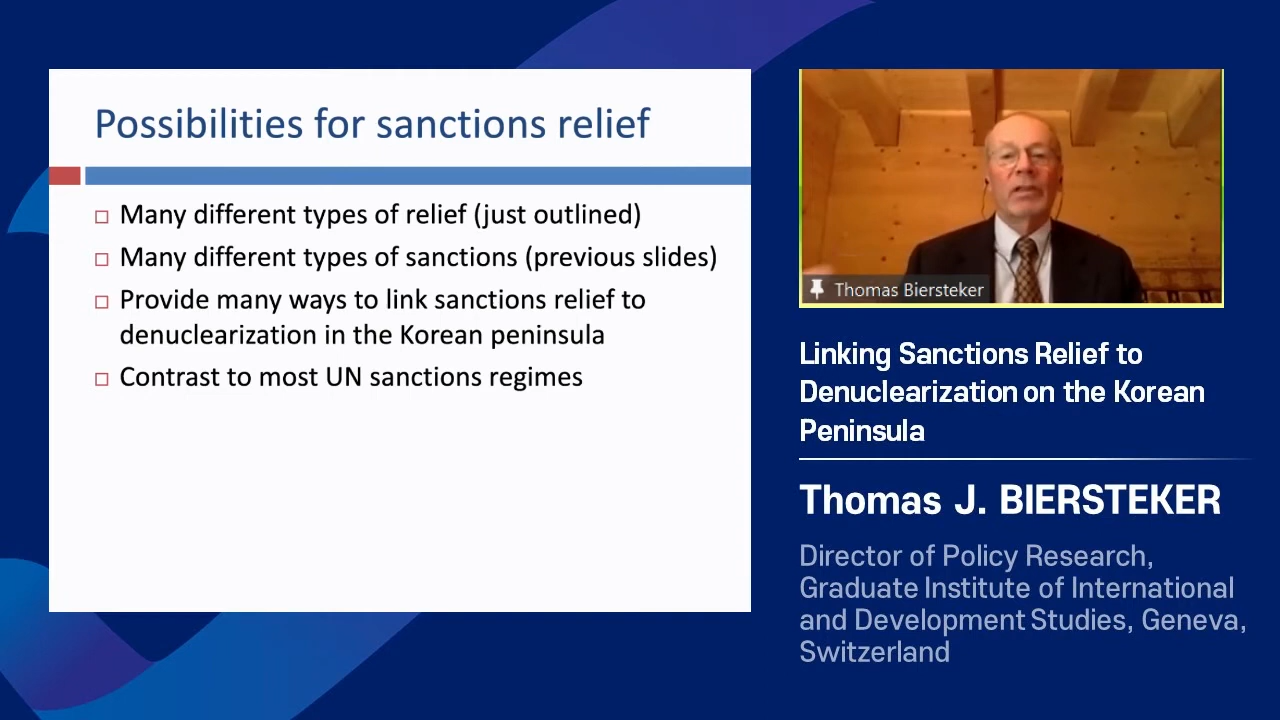 Possibilities for sanctions relief
Many different types of relief (just outlined)
Many different types of sanctions (previous slides)
Provide many ways to link sanctions relief to
denuclearization in the Korean peninsula
Contrast to most UN sanctions regimes
Thomas Biersteker
Linking Sanctions Relief to
Denuclearization on the Korean
Peninsula
Thomas J. BIERSTEKER
Director of Policy Research,
Graduate Institute of International
and Development Studies, Geneva,
Switzerland